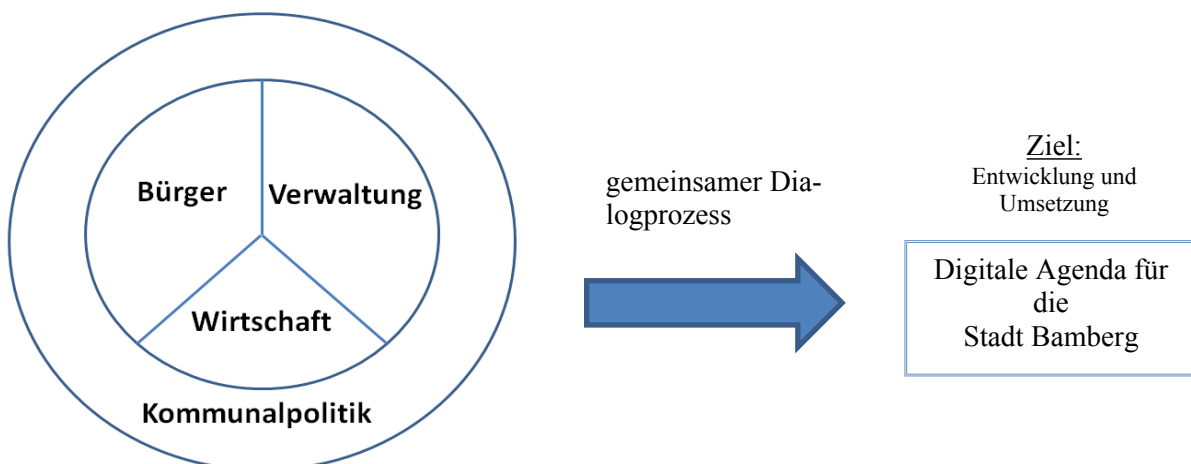 Bürger
Verwaltung
Wirtschaft
Kommunalpolitik
gemeinsamer Dia-
logprozess
Ziel:
Entwicklung und
Umsetzung
Digitale Agenda für
die
Stadt Bamberg